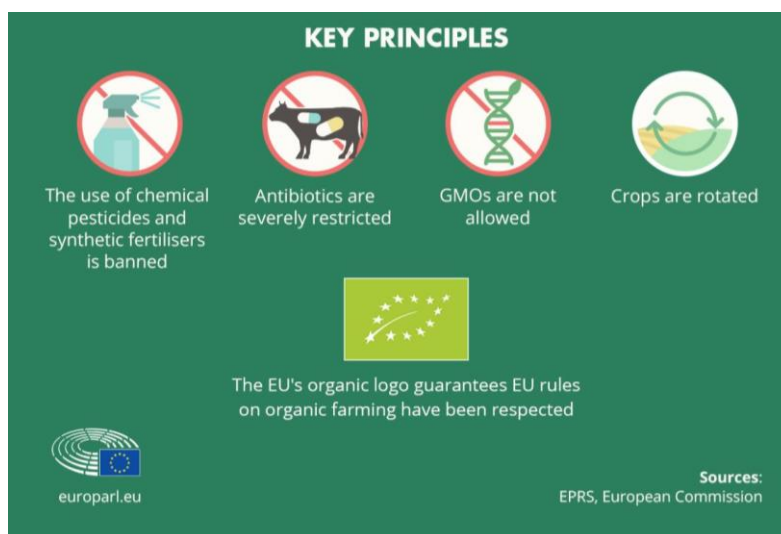 KEY PRINCIPLES
The use of chemical
pesticides and
synthetic fertilisers
is banned
Antibiotics are
severely restricted
GMOs are not
allowed
Crops are rotated
The EU's organic logo guarantees EU rules
on organic farming have been respected
europarl.eu
Sources:
EPRS, European Commission